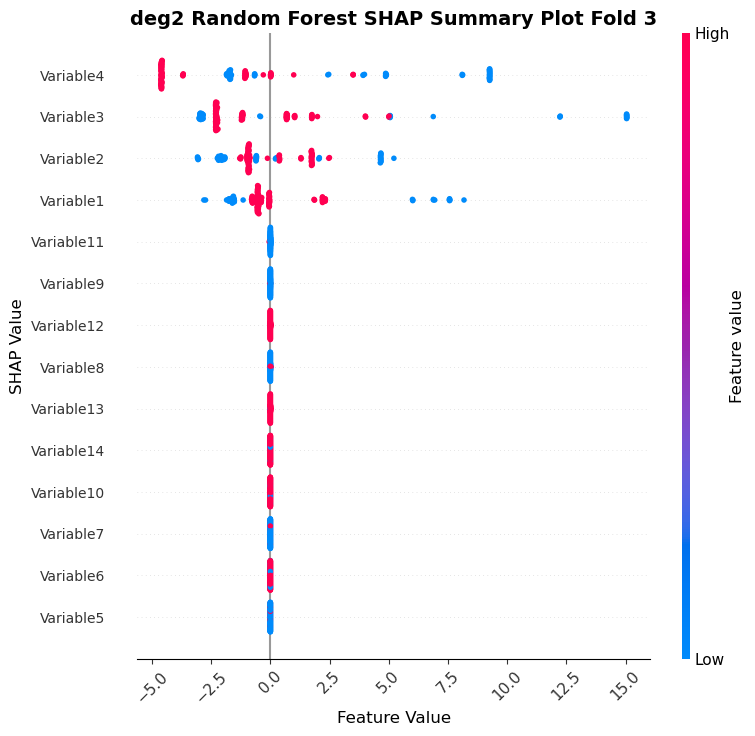 deg2 Random Forest SHAP Summary Plot Fold 3
High
Variable4
Variable3
Variable2
Variable1
Variable11
Variable9
Variable12
Variable8
Variable13
Variable14
Variable10
Variable7
Variable6
Variable5
SHAP Value
Feature value
Low
−5.0
−2.5
0.0
2.5
5.0
7.5
10.0
12.5
15.0
Feature Value